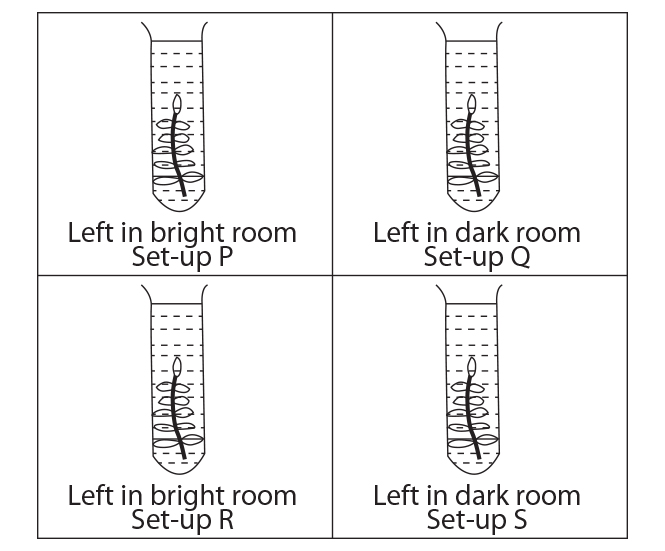 Left in bright room
Set-up P
Left in dark room
Set-up Q
Left in bright room
Set-up R
Left in dark room
Set-up S